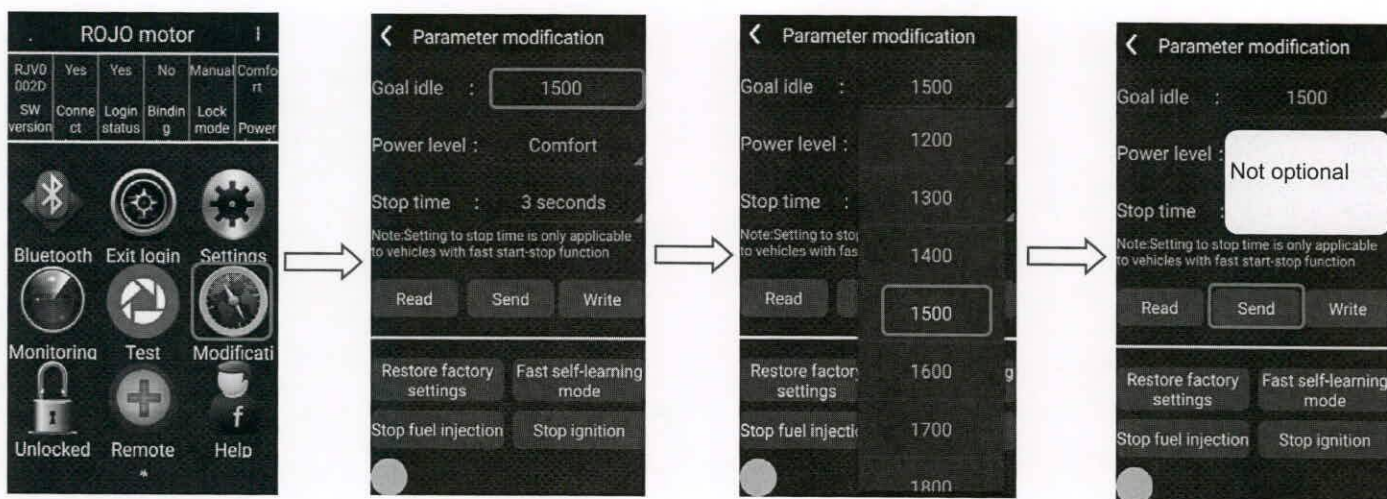 ROJO motor
RJV0 Yes Yes No Manual Comfo
002D rt
SW Conne Login Bindin Lock
version ct status g mode Power
Bluetooth Exit login Settings
Monitoring Test Modificati
Unlocked Remote Help
f
Parameter modification
Goal idle : 1500
Power level : Comfort
Stop time : 3 seconds
Note:Setting to stop time is only applicable
to vehicles with fast start-stop function
Read Send Write
Restore factory Fast self-learning
settings mode
Stop fuel injection Stop ignition
Parameter modification
Goal idle : 1500
Power level : 1200
Stop time : 1300
Note:Setting to sto
to vehicles with fas 1400
Read 1500
Restore factor 1600 g
settings
Stop fuel injecti 1700
1800
Parameter modification
Goal idle : 1500
Power level :
Not optional
Stop time :
Note:Setting to stop time is only applicable
to vehicles with fast start-stop function
Read Send Write
Restore factory Fast self-learning
settings mode
Stop fuel injection Stop ignition